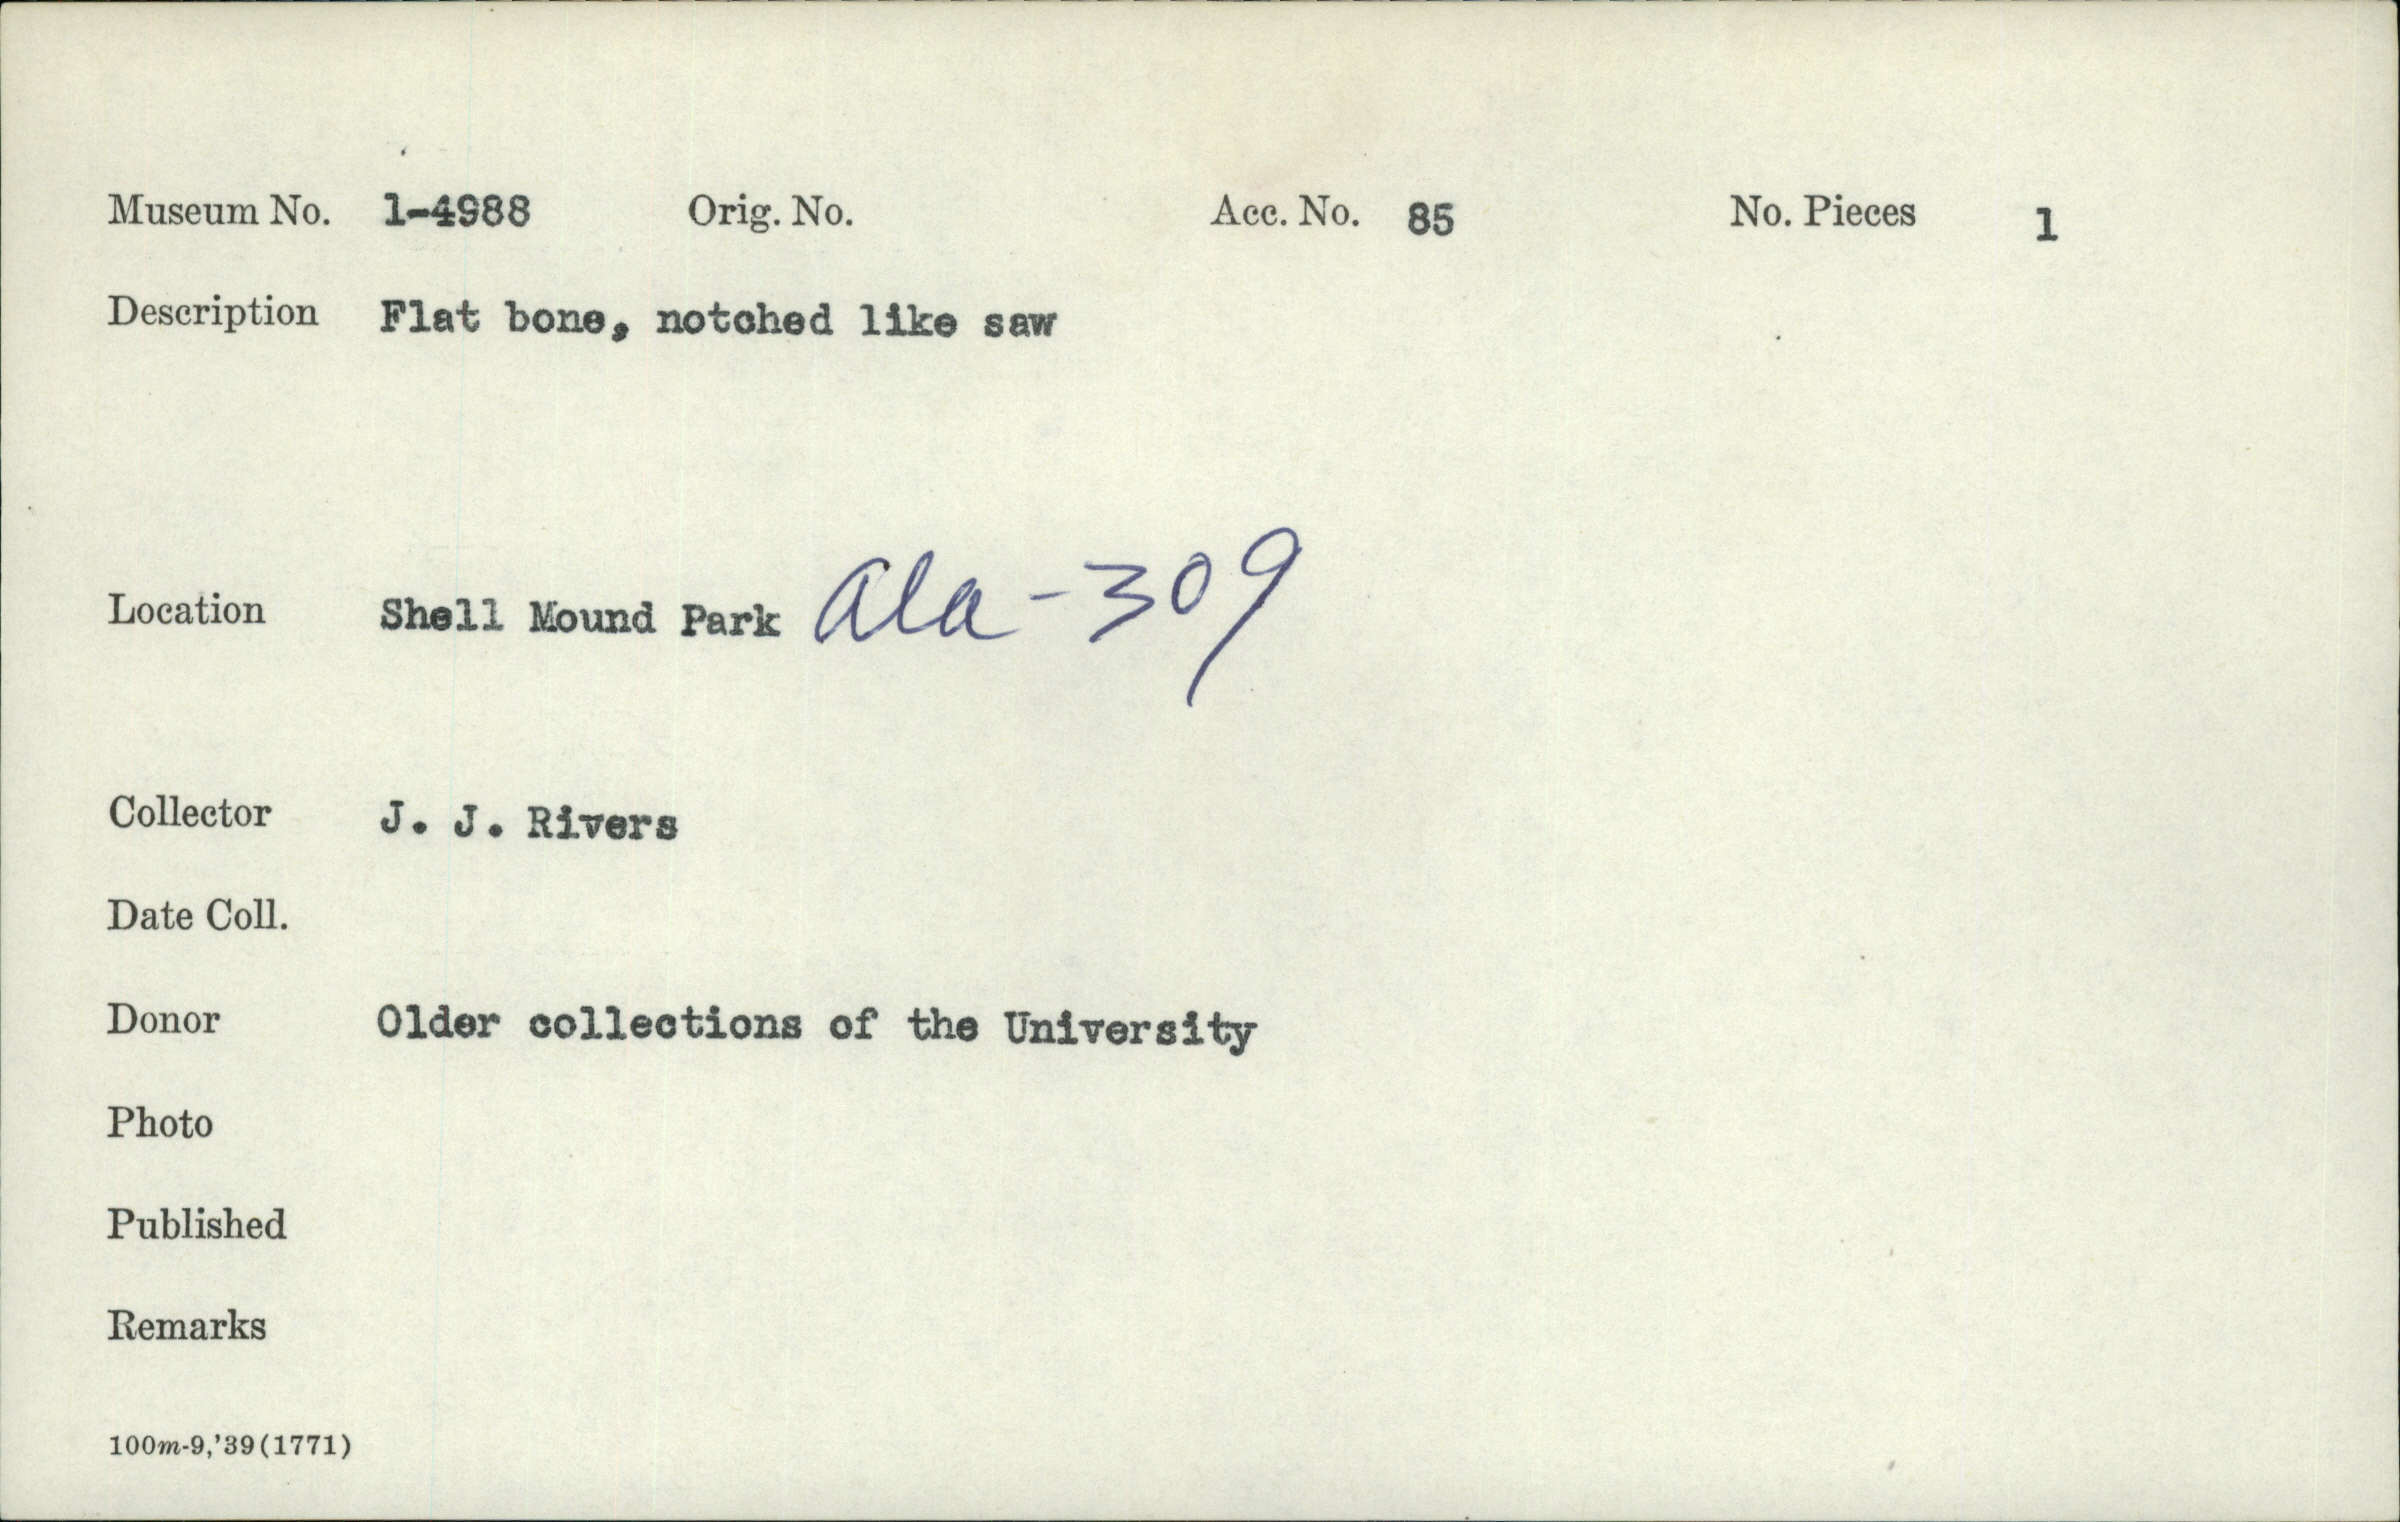 Museum No. 1-4988 Orig. No. Acc. No. 85 No. Pieces 1
Description Flat bone, notched like saw
Location Shell Mound Park Ala-309
Collector J. J. Rivers
Date Coll.
Donor Older collections of the University
Photo
Published
Remarks
100m-9,'39(1771)